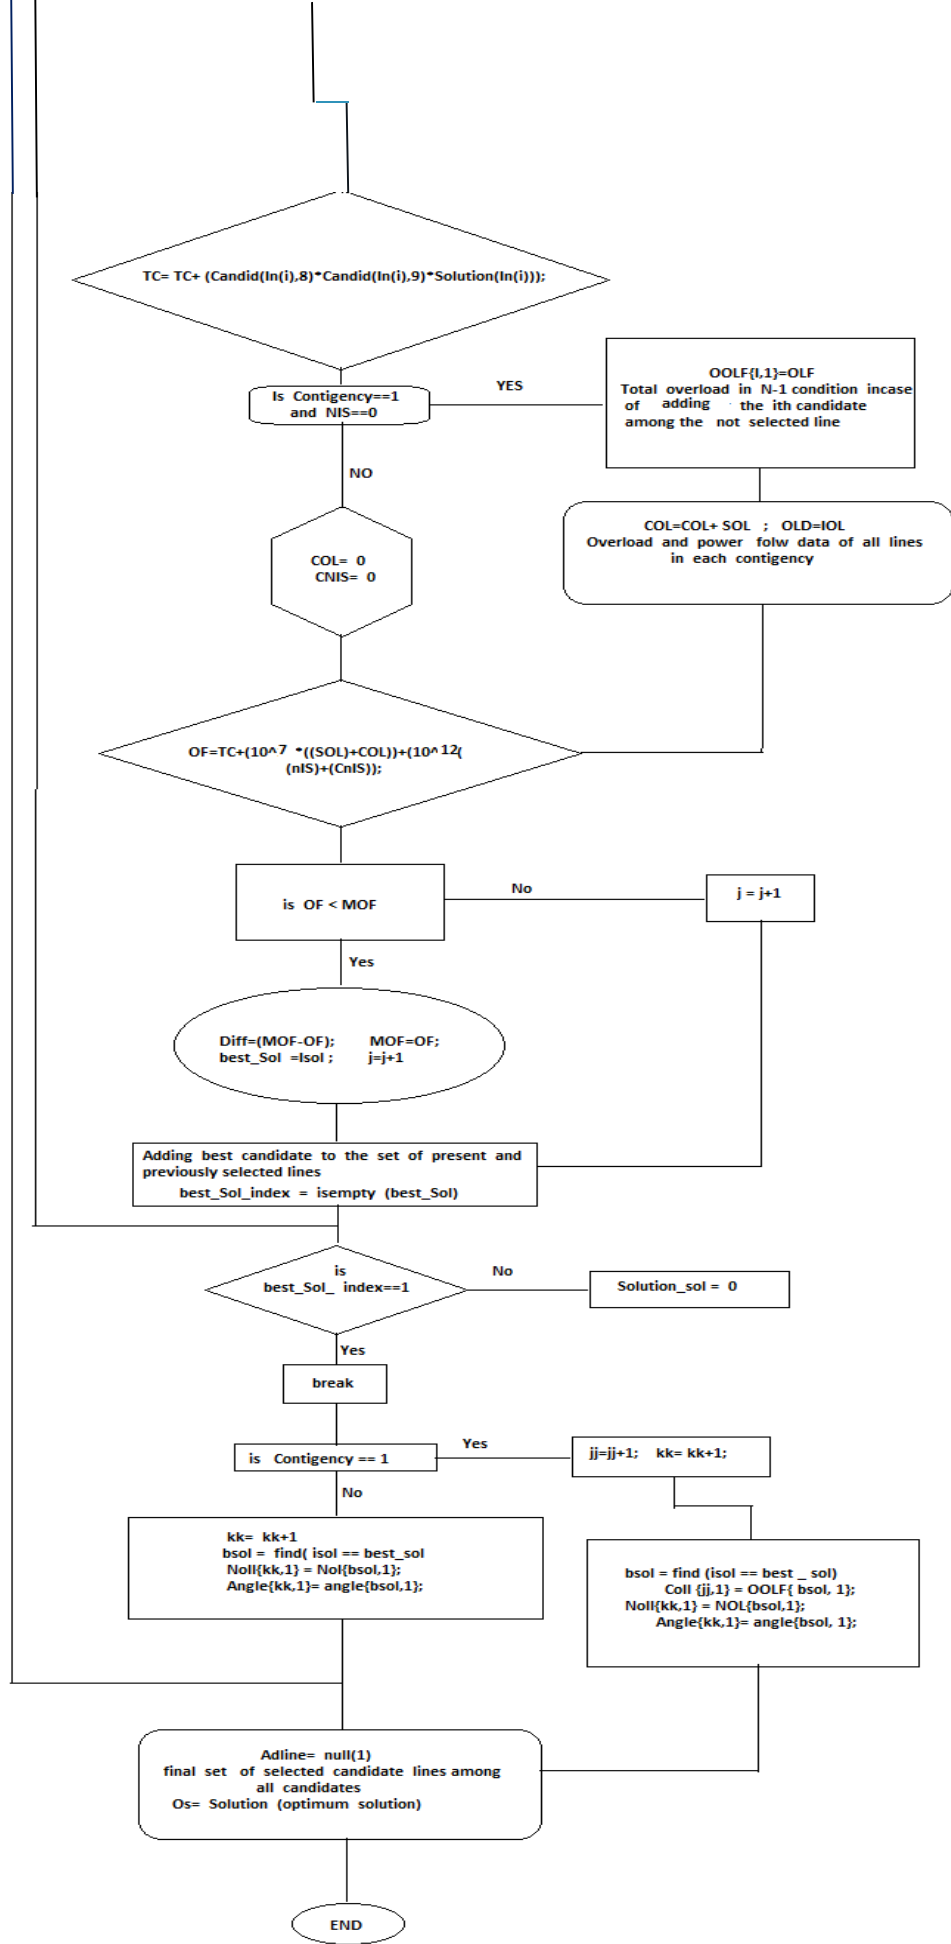 TC= TC+ (Candid(In(i),8)*Candid(In(i),9)*Solution(In(i)));
Is Contigency==1
and NIS==0
YES
OOLF{I,1}=OLF
Total overload in N-1 condition incase
of adding the ith candidate
among the not selected line
NO
COL=COL+ SOL ; OLD=IOL
Overload and power folw data of all lines
in each contigency
COL= 0
CNIS= 0
OF=TC+(10^7 *((SOL)+COL))+(10^12(
(nIS)+(CnIS));
is OF < MOF
No
j = j+1
Yes
Diff=(MOF-OF); MOF=OF;
best_Sol =Isol ; j=j+1
Adding best candidate to the set of present and
previously selected lines
best_Sol_index = isempty (best_Sol)
is
best_Sol_ index==1
No
Solution_sol = 0
Yes
break
is Contigency == 1
Yes
jj=jj+1; kk= kk+1;
No
kk= kk+1
bsol = find( isol == best_sol
Noll{kk,1} = Nol{bsol,1};
Angle{kk,1}= angle{bsol,1};
bsol = find (isol == best _ sol)
Coll {jj,1} = OOLF{ bsol, 1};
Noll{kk,1} = NOL{bsol,1};
Angle{kk,1}= angle{bsol, 1};
Adline= null(1)
final set of selected candidate lines among
all candidates
Os= Solution (optimum solution)
END